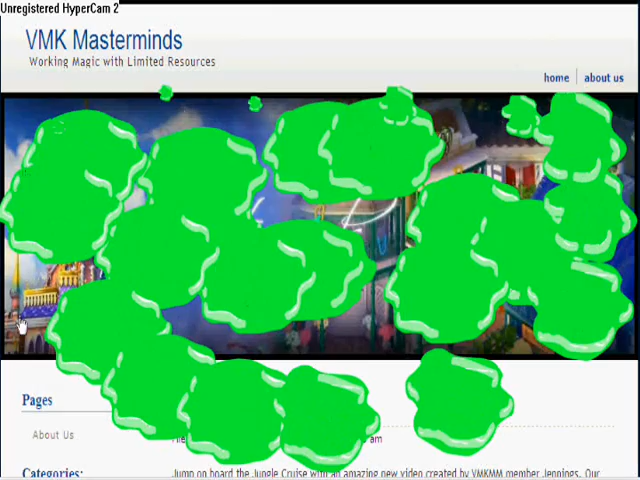 Unregistered HyperCam 2
VMK Masterminds
Working Magic with Limited Resources
home about us
Pages
About Us
am
Categories:
Jump on board the Jungle Cruise with an amazing new video created by VMKMM member Jennings. Our